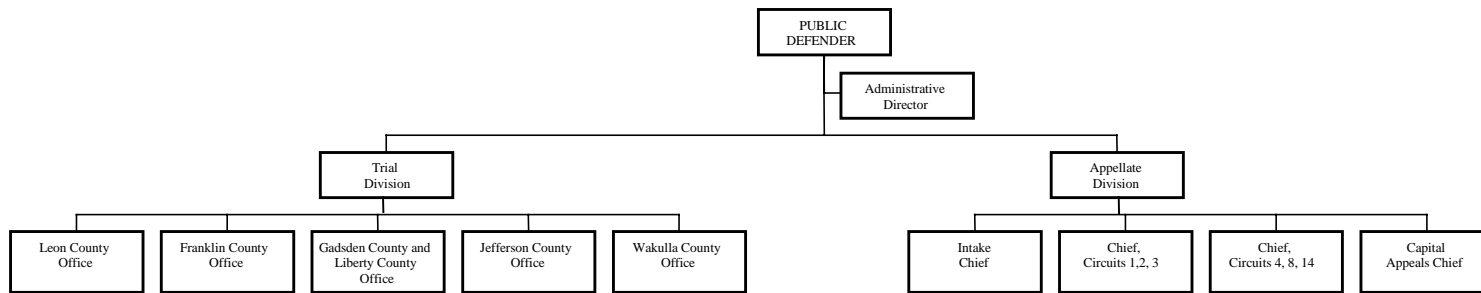 PUBLIC
DEFENDER
Administrative
Director
Trial
Division
Appellate
Division
Leon County
Office
Franklin County
Office
Gadsden County and
Liberty County
Office
Jefferson County
Office
Wakulla County
Office
Intake
Chief
Chief,
Circuits 1,2, 3
Chief,
Circuits 4, 8, 14
Capital
Appeals Chief